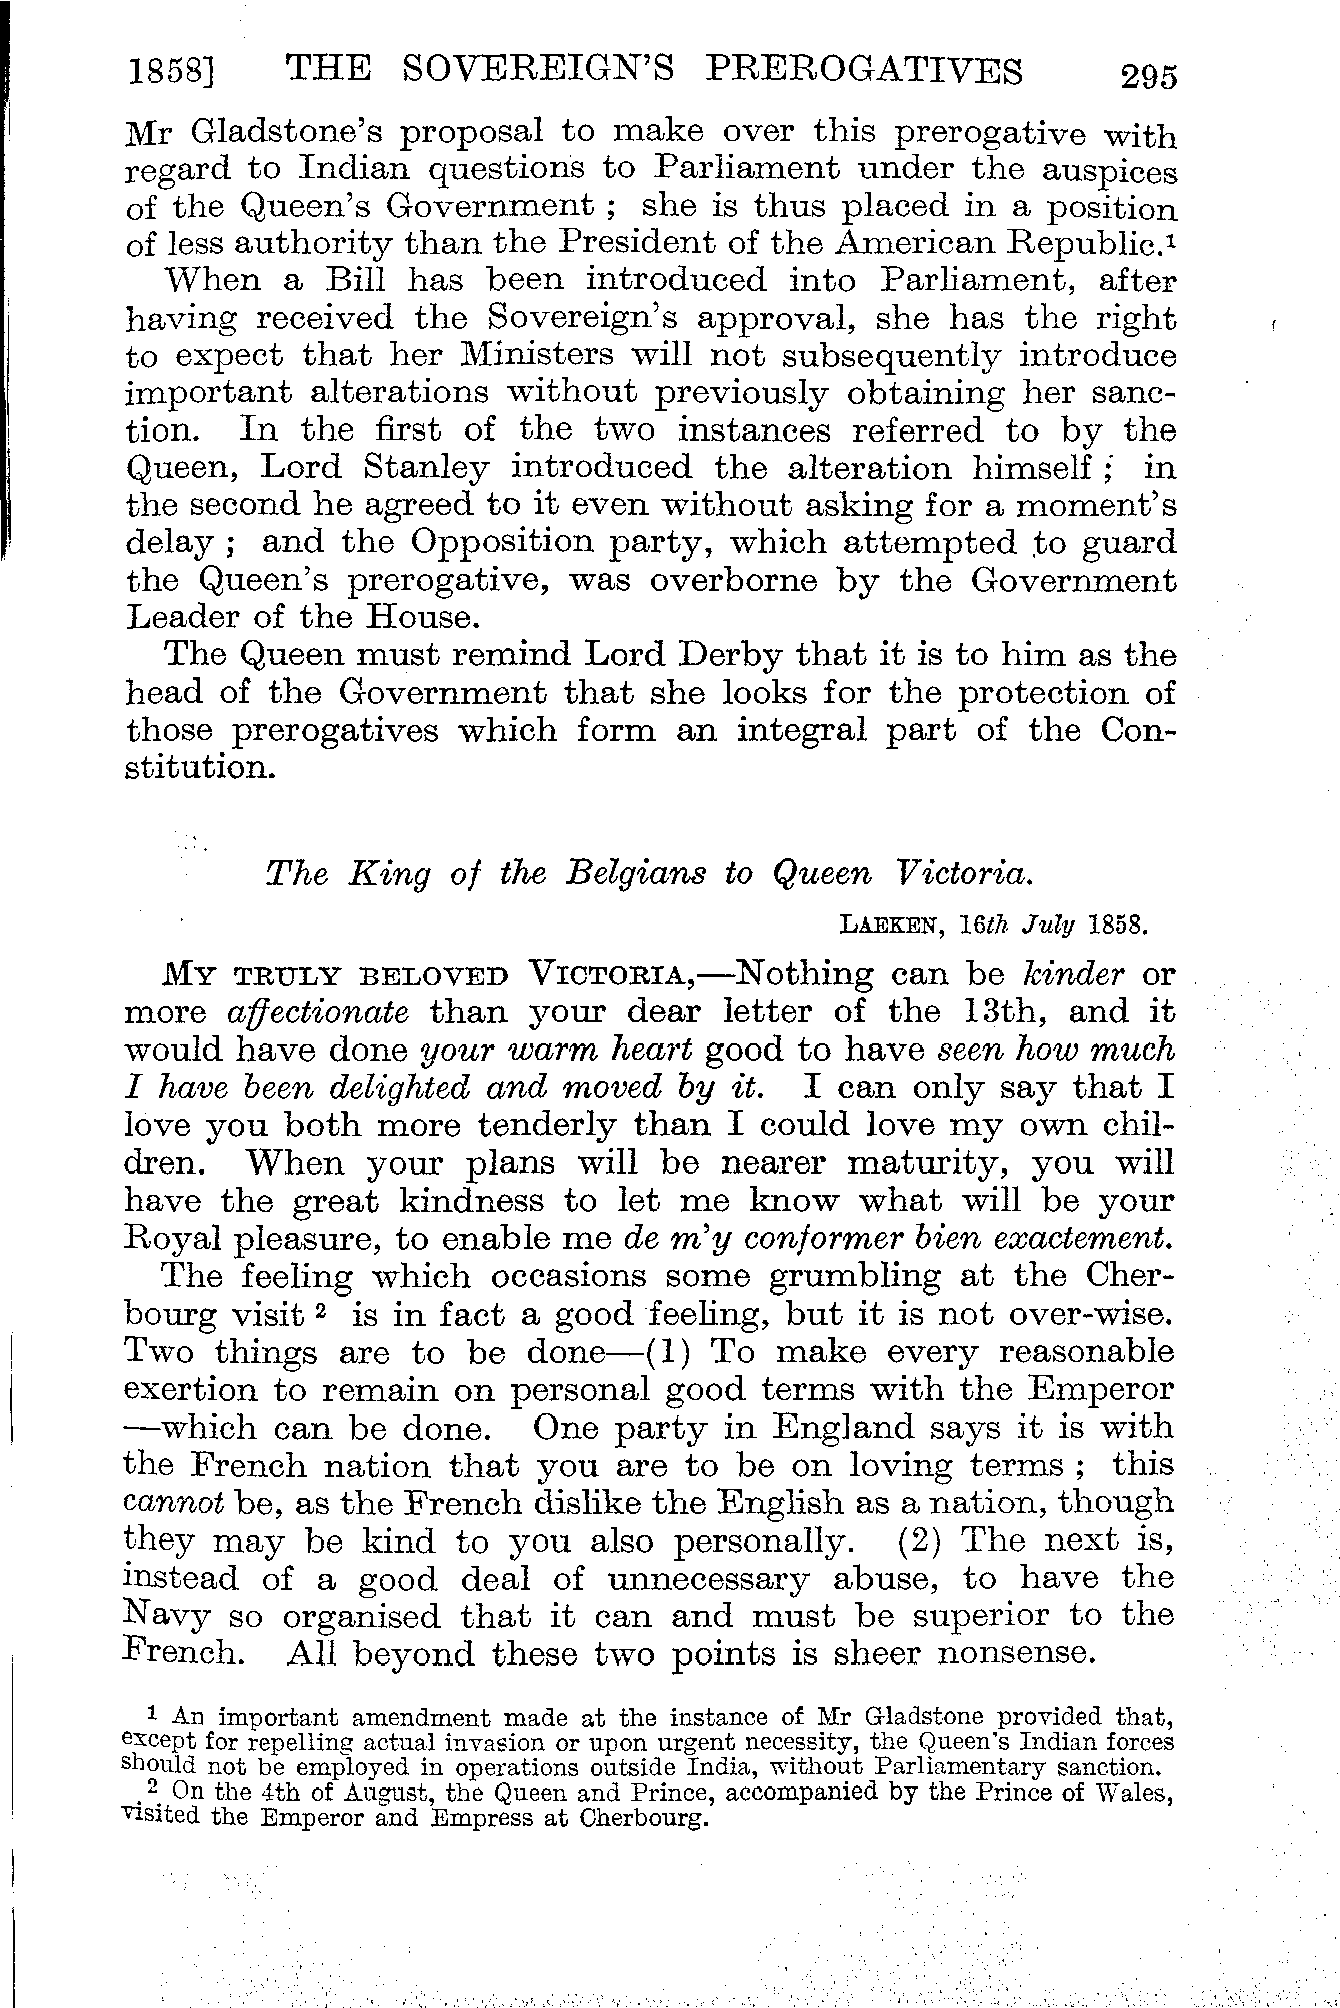 1858] THE SOVEREIGN'S PREROGATIVES 295
Mr Gladstone's proposal to make over this prerogative with
regard to Indian questions to Parliament under the auspices
of the Queen's Government ; she is thus placed in a position
of less authority than the President of the American Republic.¹
When a Bill has been introduced into Parliament, after
having received the Sovereign's approval, she has the right
to expect that her Ministers will not subsequently introduce
important alterations without previously obtaining her sanc-
tion. In the first of the two instances referred to by the
Queen, Lord Stanley introduced the alteration himself ; in
the second he agreed to it even without asking for a moment's
delay ; and the Opposition party, which attempted to guard
the Queen's prerogative, was overborne by the Government
Leader of the House.
The Queen must remind Lord Derby that it is to him as the
head of the Government that she looks for the protection of
those prerogatives which form an integral part of the Con-
stitution.
The King of the Belgians to Queen Victoria.
LAEKEN, 16th July 1858.
MY TRULY BELOVED VICTORIA,—Nothing can be kinder or
more affectionate than your dear letter of the 13th, and it
would have done your warm heart good to have seen how much
I have been delighted and moved by it. I can only say that I
love you both more tenderly than I could love my own chil-
dren. When your plans will be nearer maturity, you will
have the great kindness to let me know what will be your
Royal pleasure, to enable me de m'y conformer bien exactement.
The feeling which occasions some grumbling at the Cher-
bourg visit ² is in fact a good feeling, but it is not over-wise.
Two things are to be done—(1) To make every reasonable
exertion to remain on personal good terms with the Emperor
—which can be done. One party in England says it is with
the French nation that you are to be on loving terms ; this
cannot be, as the French dislike the English as a nation, though
they may be kind to you also personally. (2) The next is,
instead of a good deal of unnecessary abuse, to have the
Navy so organised that it can and must be superior to the
French. All beyond these two points is sheer nonsense.
¹ An important amendment made at the instance of Mr Gladstone provided that,
except for repelling actual invasion or upon urgent necessity, the Queen's Indian forces
should not be employed in operations outside India, without Parliamentary sanction.
² On the 4th of August, the Queen and Prince, accompanied by the Prince of Wales,
visited the Emperor and Empress at Cherbourg.